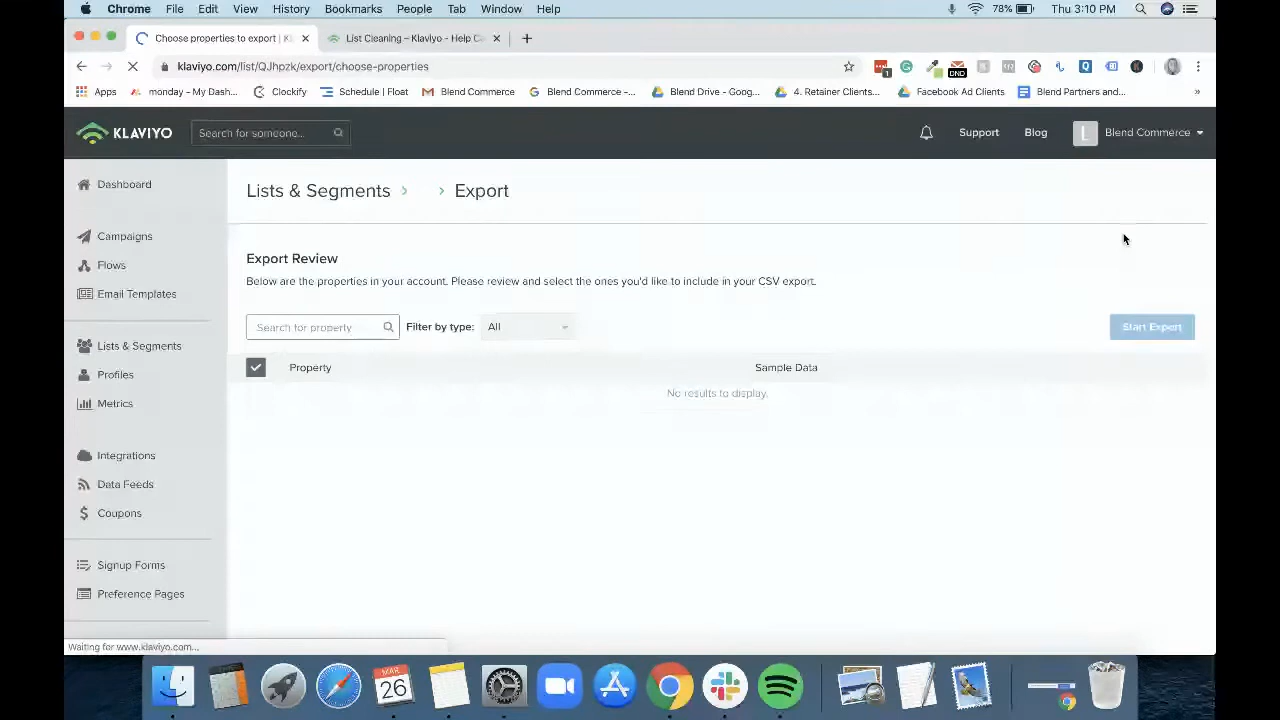 Chrome File Edit View History Bookmarks People Tab Window Help 78% Thu 3:10 PM
Choose properties to export | K
List Cleaning – Klaviyo - Help C
klaviyo.com/list/QJhpzk/export/choose-properties
1 DND
Apps monday - My Dash... Clockify Schedule | Float Blend Commerce -... Blend Commerce -... Blend Drive - Goog... 4. Retainer Clients... Facebook Ad Clients Blend Partners and... »
KLAVIYO
Search for someone...
Support Blog L Blend Commerce
Dashboard
Campaigns
Flows
Email Templates
Lists & Segments
Profiles
Metrics
Integrations
Data Feeds
$ Coupons
Signup Forms
Preference Pages
Lists & Segments > > Export
Export Review
Below are the properties in your account. Please review and select the ones you'd like to include in your CSV export.
Search for property Filter by type: All Start Export
Property Sample Data
No results to display.
Waiting for www.klaviyo.com...
MAR
26